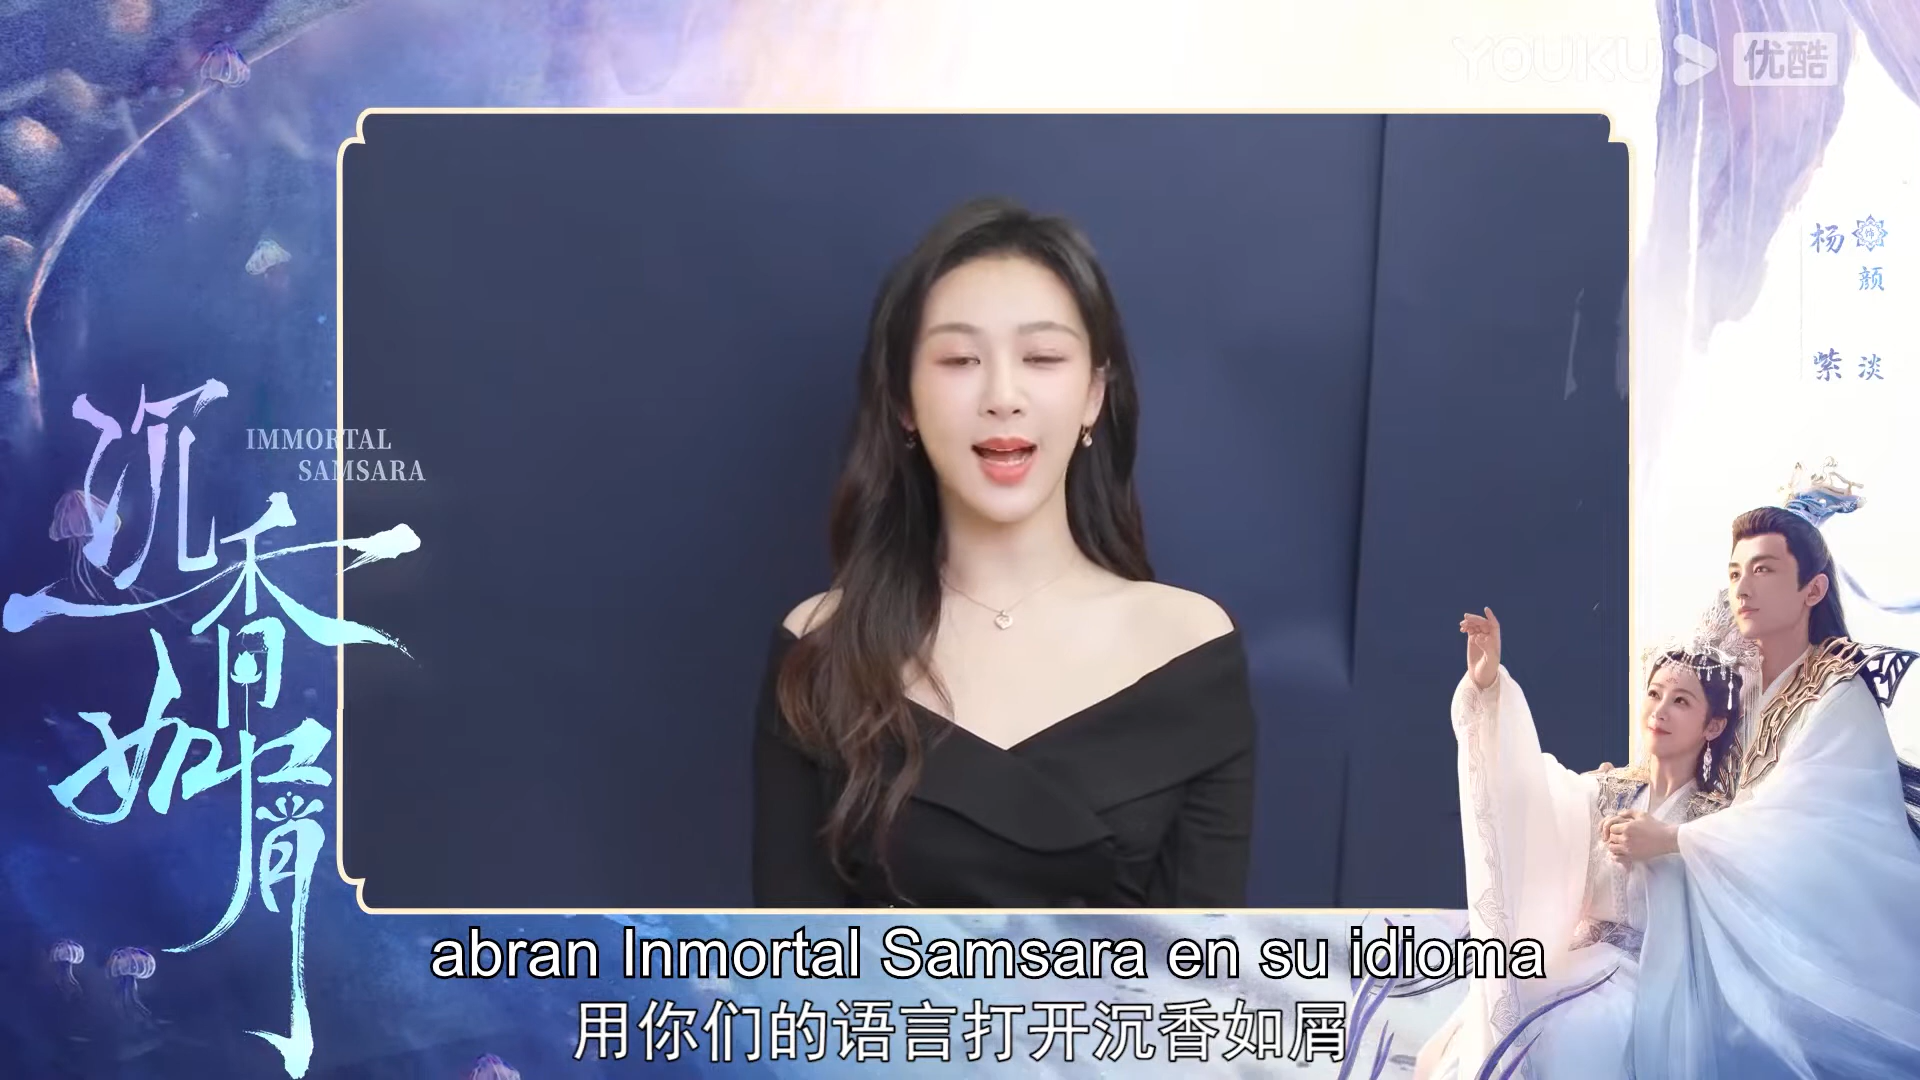 YOUKU 优酷
杨紫
饰
颜淡
沉香如屑
IMMORTAL
SAMSARA
abran Inmortal Samsara en su idioma
用你们的语言打开沉香如屑